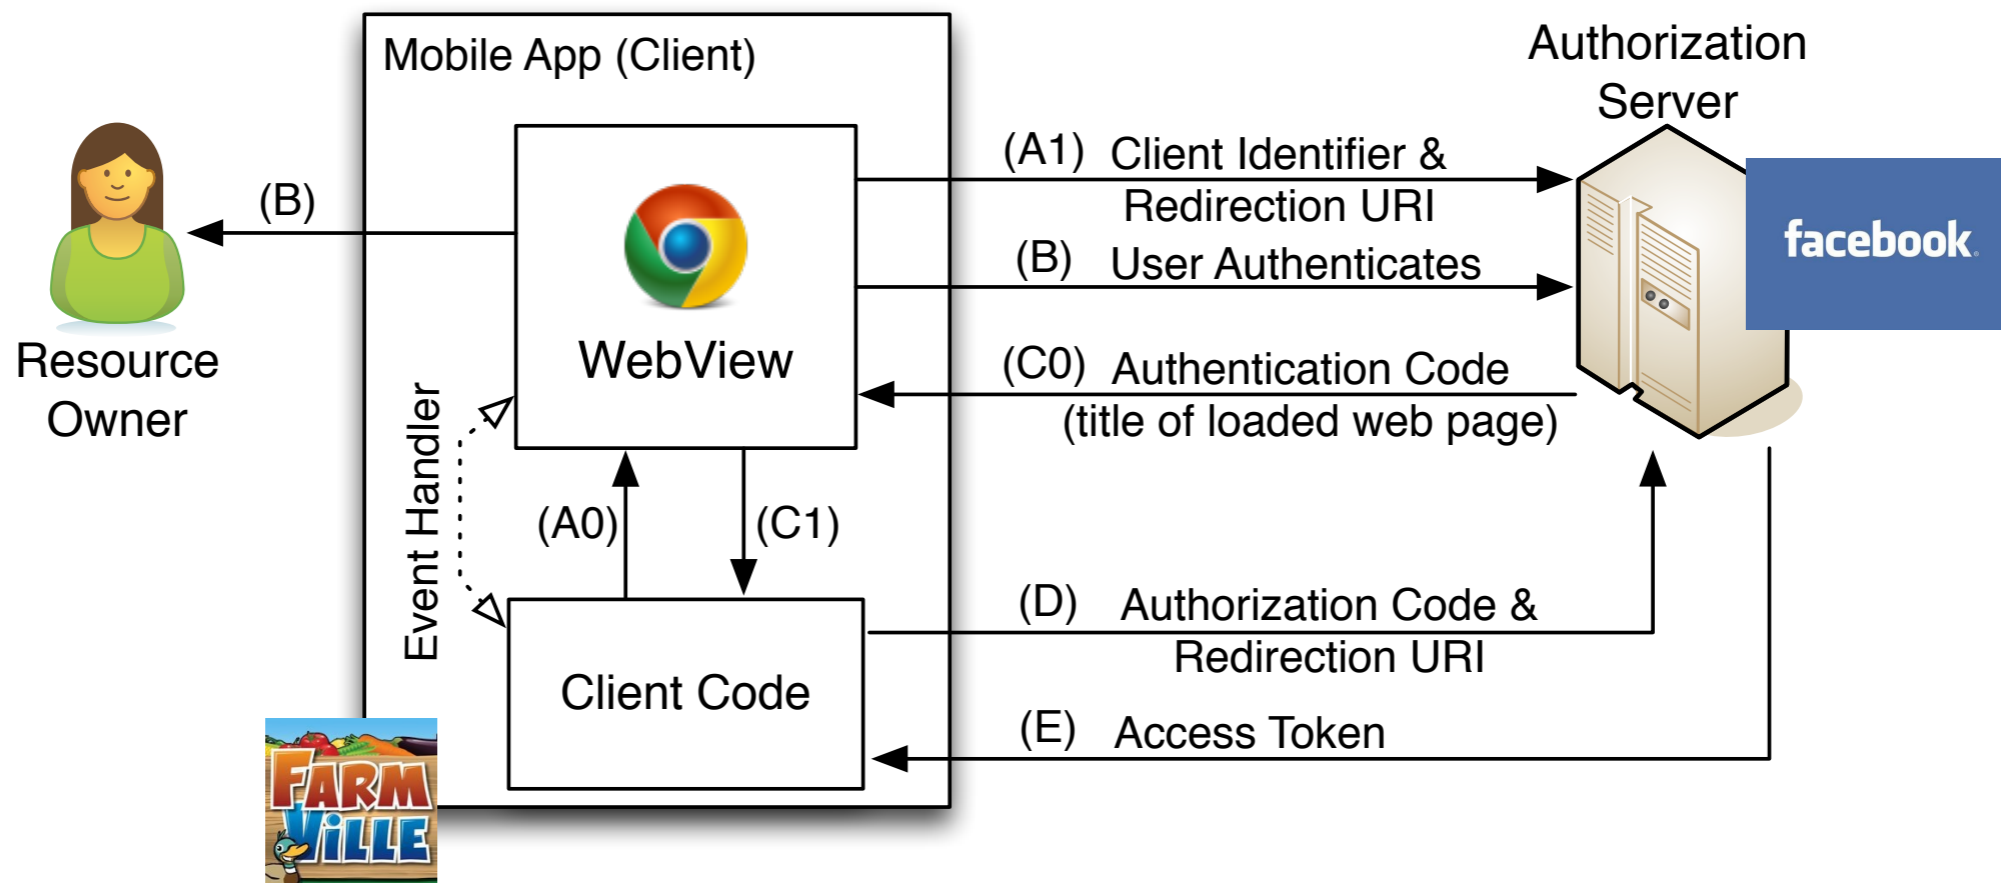 Mobile App (Client)
Authorization
Server
(A1) Client Identifier &
Redirection URI
(B)
(B) User Authenticates
facebook.
WebView
(C0) Authentication Code
(title of loaded web page)
Resource
Owner
Event Handler
(A0)
(C1)
(D) Authorization Code &
Redirection URI
Client Code
(E) Access Token
FARM
VILLE